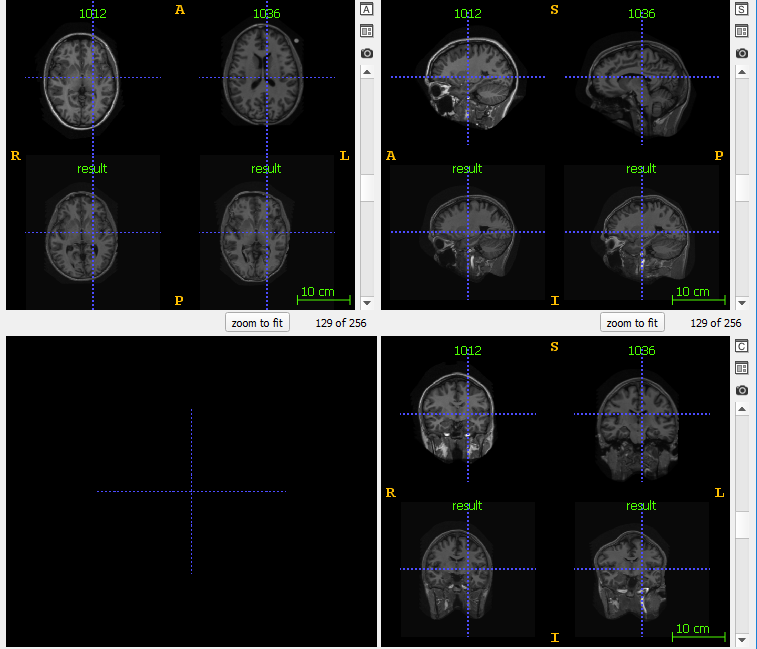 A
1012
1036
A
R
L
result
result
P
10 cm
zoom to fit
129 of 256
S
1012
1036
S
A
P
result
result
I
10 cm
zoom to fit
129 of 256
S
1012
1036
C
R
L
result
result
I
10 cm